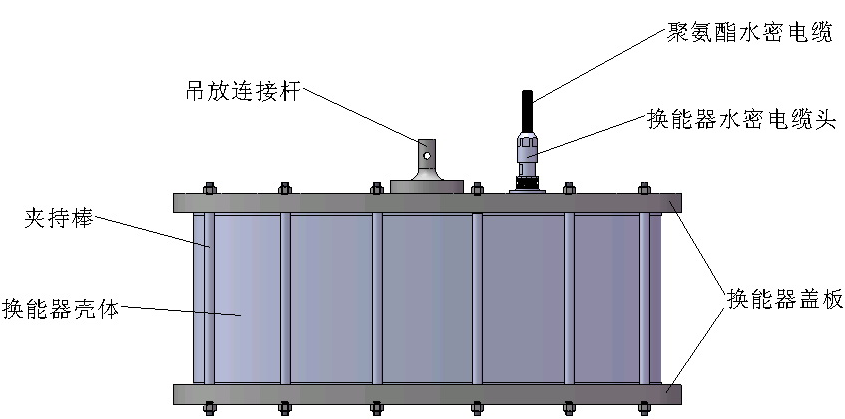 聚氨酯水密电缆
吊放连接杆
换能器水密电缆头
夹持棒
换能器壳体
换能器盖板